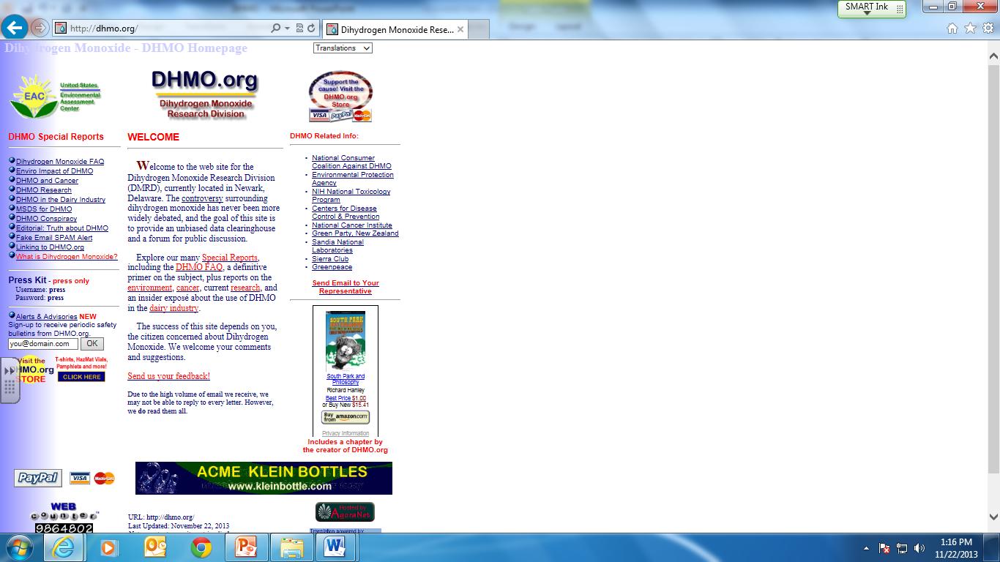 SMART Ink
http://dhmo.org/
Dihydrogen Monoxide Rese...
Dihydrogen Monoxide - DHMO Homepage
Translations
EAC
United States
Environmental
Assessment
Center
DHMO.org
Dihydrogen Monoxide
Research Division
Support the
cause! Visit the
DHMO.org
Store
VISA PayPal MasterCard
DHMO Special Reports
Dihydrogen Monoxide FAQ
Enviro Impact of DHMO
DHMO and Cancer
DHMO Research
DHMO in the Dairy Industry
MSDS for DHMO
DHMO Conspiracy
Editorial: Truth about DHMO
Fake Email SPAM Alert
Linking to DHMO.org
What is Dihydrogen Monoxide?
Press Kit - press only
Username: press
Password: press
Alerts & Advisories NEW
Sign-up to receive periodic safety
bulletins from DHMO.org.
you@domain.com OK
Visit the
DHMO.org
STORE
T-shirts, HazMat Vials,
Pamphlets and more!
CLICK HERE
PayPal VISA MasterCard
WEB
counter
9864802
WELCOME
Welcome to the web site for the
Dihydrogen Monoxide Research Division
(DMRD), currently located in Newark,
Delaware. The controversy surrounding
dihydrogen monoxide has never been more
widely debated, and the goal of this site is
to provide an unbiased data clearinghouse
and a forum for public discussion.
Explore our many Special Reports,
including the DHMO FAQ, a definitive
primer on the subject, plus reports on the
environment, cancer, current research, and
an insider exposé about the use of DHMO
in the dairy industry.
The success of this site depends on you,
the citizen concerned about Dihydrogen
Monoxide. We welcome your comments
and suggestions.
Send us your feedback!
Due to the high volume of email we receive, we
may not be able to reply to every letter. However,
we do read them all.
DHMO Related Info:
National Consumer
Coalition Against DHMO
Environmental Protection
Agency
NIH National Toxicology
Program
Centers for Disease
Control & Prevention
National Cancer Institute
Green Party, New Zealand
Sandia National
Laboratories
Sierra Club
Greenpeace
Send Email to Your
Representative
SOUTH PARK
South Park and
Philosophy
Richard Hanley
Best Price $1.00
or Buy New $15.41
Buy from amazon.com
Privacy Information
Includes a chapter by
the creator of DHMO.org
ACME KLEIN BOTTLES
www.kleinbottle.com
URL: http://dhmo.org/
Last Updated: November 22, 2013
Hosted by
AgoraNet
Translation powered by
1:16 PM
11/22/2013